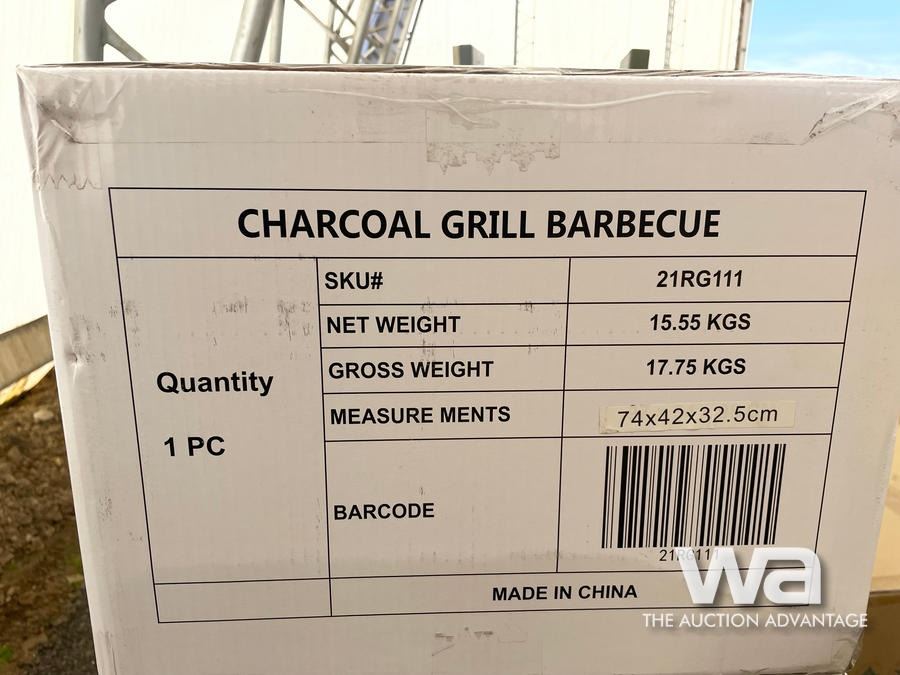 CHARCOAL GRILL BARBECUE
SKU# 21RG111
NET WEIGHT 15.55 KGS
GROSS WEIGHT 17.75 KGS
Quantity
1 PC
MEASURE MENTS 74x42x32.5cm
BARCODE
21RG111
MADE IN CHINA
wa
THE AUCTION ADVANTAGE